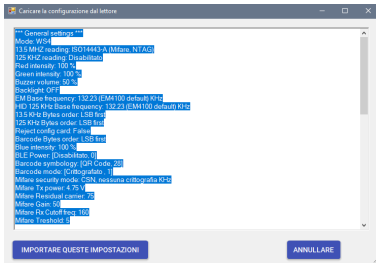 Caricare la configurazione dal lettore
*** General settings ***
Mode: WS4
13.5 MHZ reading: ISO14443-A (Mifare, NTAG)
125 KHZ reading: Disabilitato
Red intensity: 100 %
Green intensity: 100 %
Buzzer volume: 50 %
Backlight: OFF
EM Base frequency: 132.23 (EM4100 default) KHz
HID 125 KHz Base frequency: 132.23 (EM4100 default) KHz
13.5 KHz Bytes order: LSB first
125 KHz Bytes order: LSB first
Reject config card: False
Barcode Bytes order: LSB first
Blue intensity: 100 %
BLE Power: [Disabilitato, 0]
Barcode symbology: [QR Code, 28]
Barcode mode: [Crittografato , 1]
Mifare security mode: CSN, nessuna crittografia KHz
Mifare Tx power: 4.75 V
Mifare Residual carrier: 75
Mifare Gain: 50
Mifare Rx Cutoff freq: 160
Mifare Treshold: 5
IMPORTARE QUESTE IMPOSTAZIONI
ANNULLARE